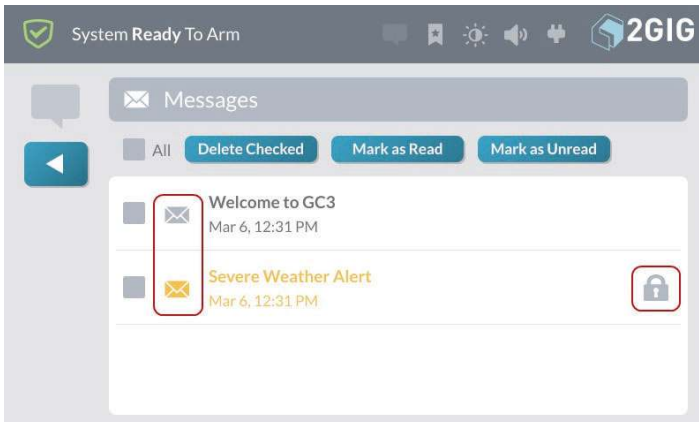 System Ready To Arm
2GIG
Messages
All Delete Checked Mark as Read Mark as Unread
Welcome to GC3
Mar 6, 12:31 PM
Severe Weather Alert
Mar 6, 12:31 PM